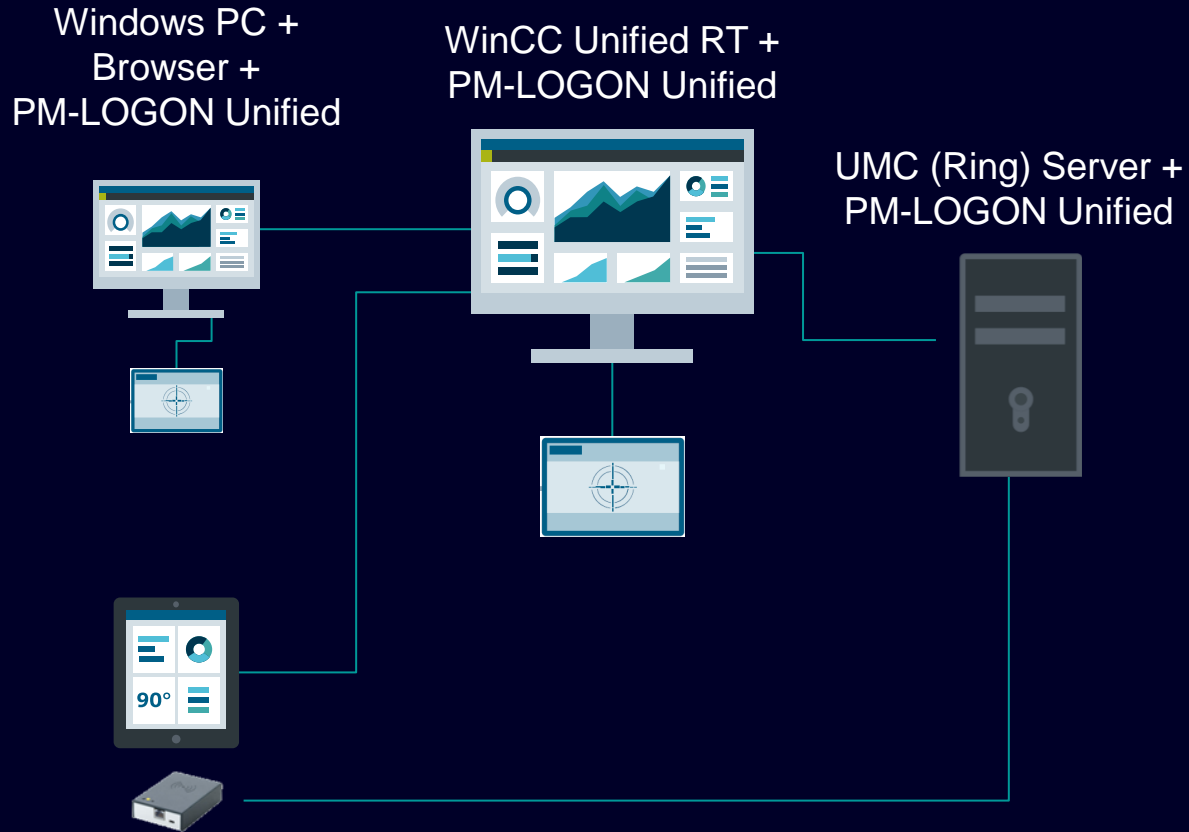 Windows PC +
Browser +
PM-LOGON Unified
WinCC Unified RT +
PM-LOGON Unified
UMC (Ring) Server +
PM-LOGON Unified
90°